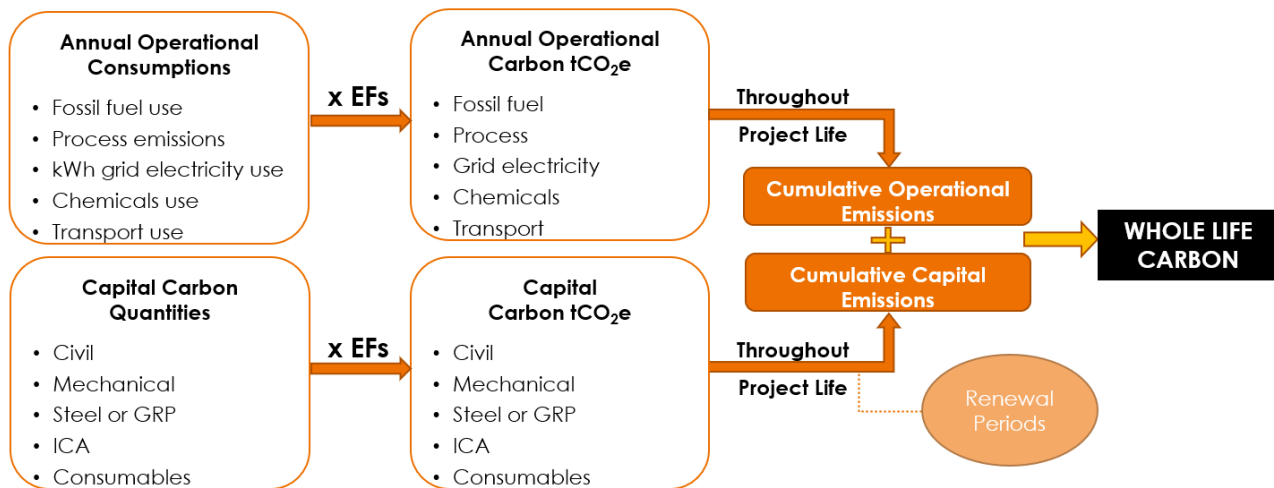 Annual Operational
Consumptions
• Fossil fuel use
• Process emissions
• kWh grid electricity use
• Chemicals use
• Transport use
x EFs
Annual Operational
Carbon tCO₂e
• Fossil fuel
• Process
• Grid electricity
• Chemicals
• Transport
Throughout
Project Life
Cumulative Operational
Emissions
WHOLE LIFE
CARBON
Capital Carbon
Quantities
• Civil
• Mechanical
• Steel or GRP
• ICA
• Consumables
x EFs
Capital
Carbon tCO₂e
• Civil
• Mechanical
• Steel or GRP
• ICA
• Consumables
Cumulative Capital
Emissions
Throughout
Project Life
Renewal
Periods